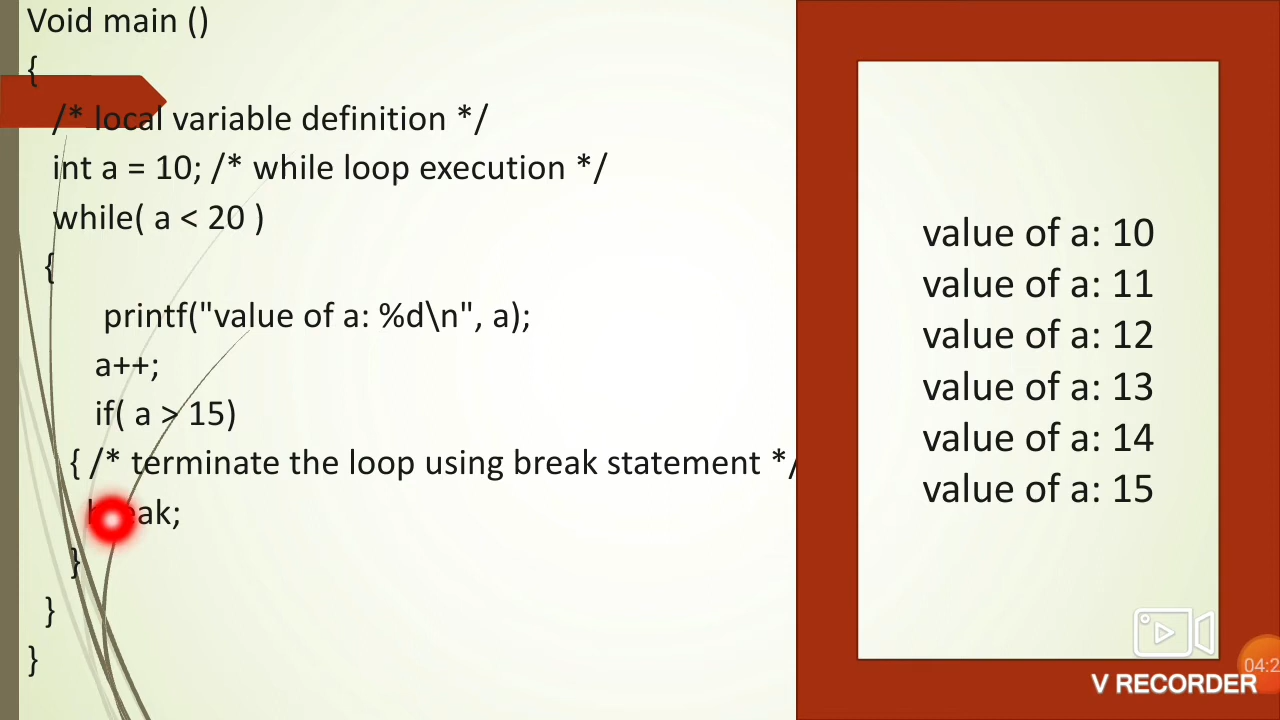 Void main ()
{
/* local variable definition */
int a = 10; /* while loop execution */
while( a < 20 )
{
printf("value of a: %d\n", a);
a++;
if( a > 15)
{ /* terminate the loop using break statement */
break;
}
}
}
value of a: 10
value of a: 11
value of a: 12
value of a: 13
value of a: 14
value of a: 15
V RECORDER